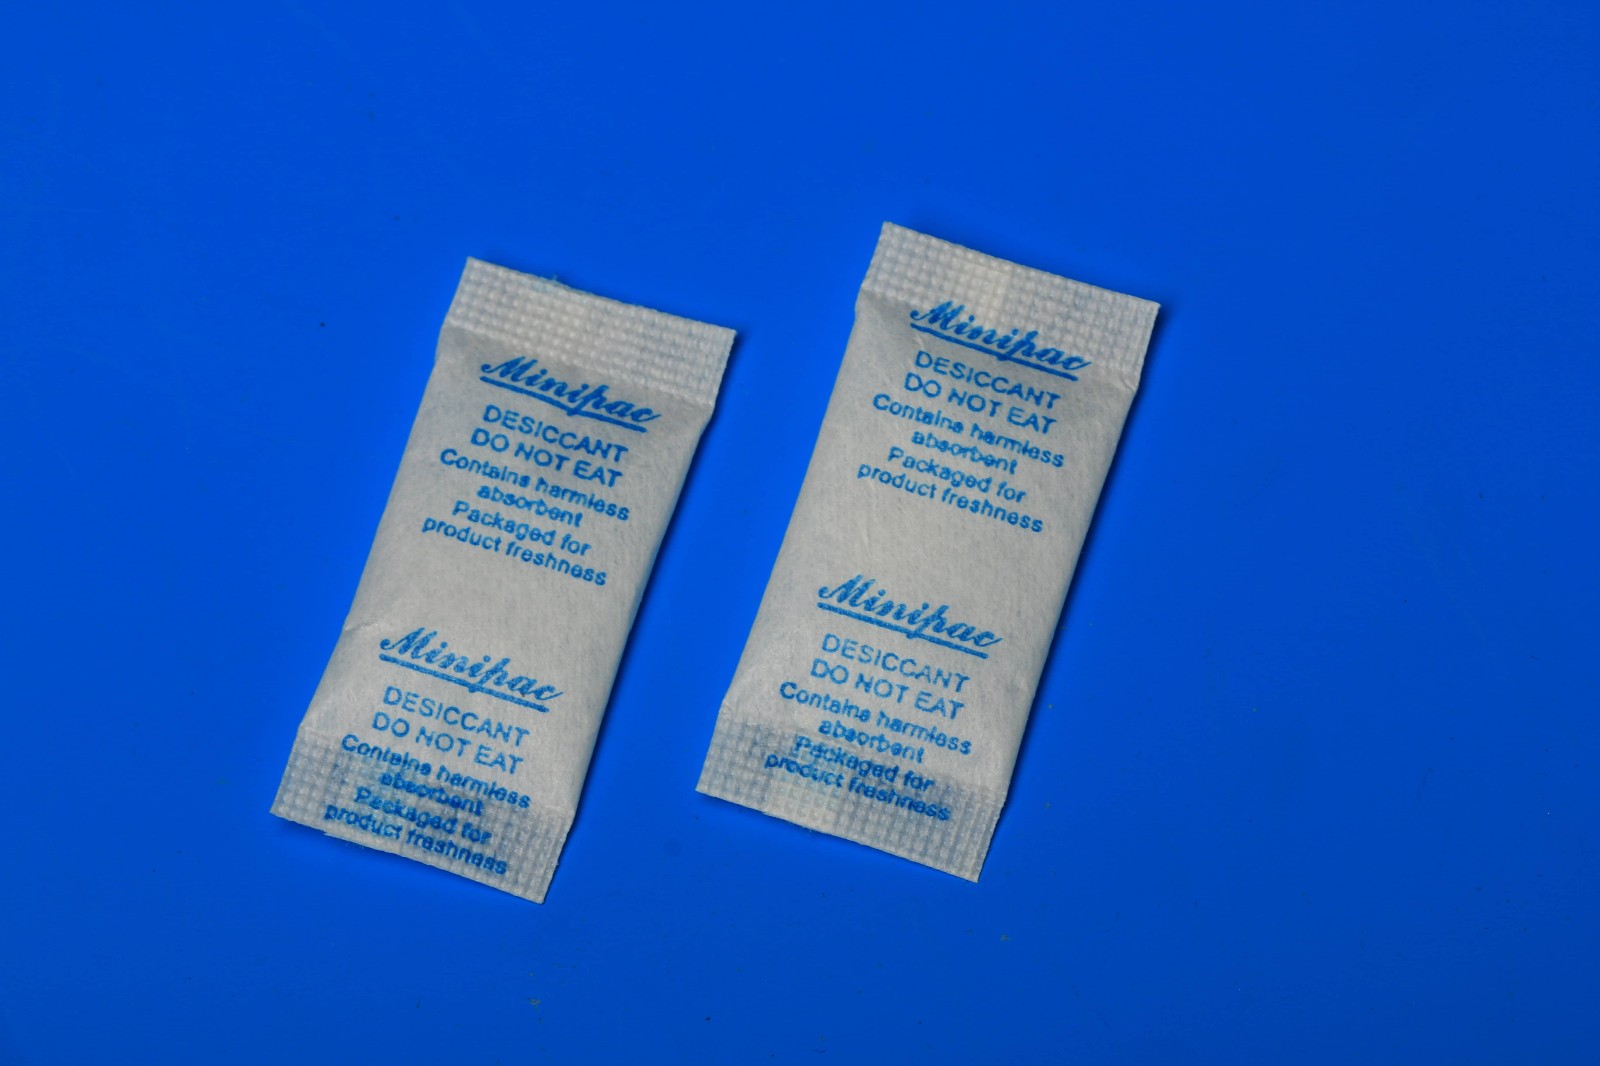 Minipac
DESICCANT
DO NOT EAT
Contains harmless
absorbent
Packaged for
product freshness
Minipac
DESICCANT
DO NOT EAT
Contains harmless
absorbent
Packaged for
product freshness
Minipac
DESICCANT
DO NOT EAT
Contains harmless
absorbent
Packaged for
product freshness
Minipac
DESICCANT
DO NOT EAT
Contains harmless
absorbent
Packaged for
product freshness